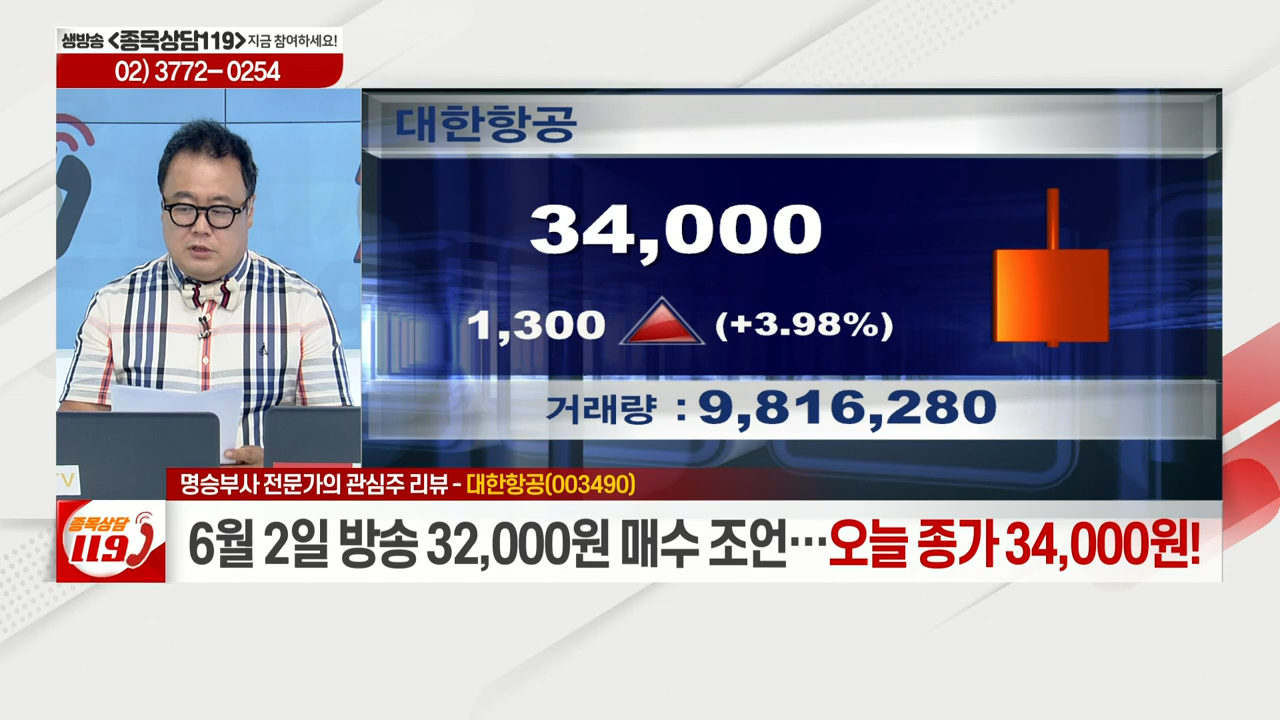 생방송 <종목상담119> 지금 참여하세요!
02) 3772-0254
대한항공
34,000
1,300 ▲ (+3.98%)
거래량 : 9,816,280
TV
명승부사 전문가의 관심주 리뷰 - 대한항공(003490)
종목상담
119
6월 2일 방송 32,000원 매수 조언…오늘 종가 34,000원!